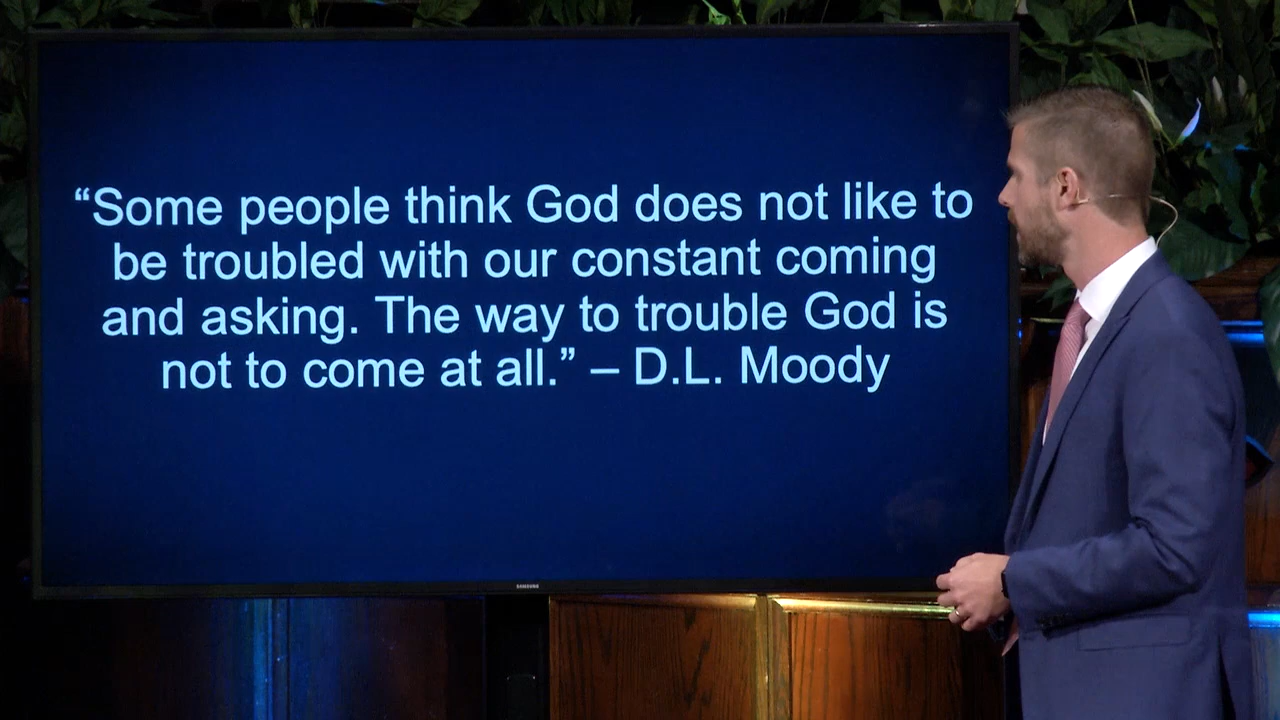 “Some people think God does not like to
be troubled with our constant coming
and asking. The way to trouble God is
not to come at all.” – D.L. Moody
SAMSUNG